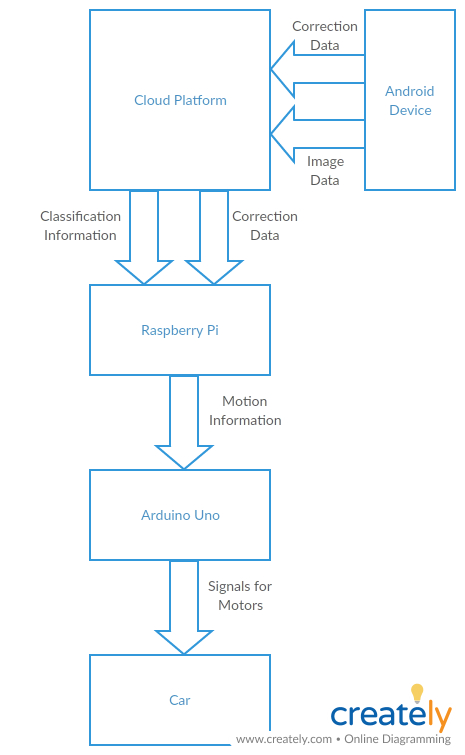 Correction
Data
Cloud Platform
Android
Device
Image
Data
Classification
Information
Correction
Data
Raspberry Pi
Motion
Information
Arduino Uno
Signals for
Motors
Car
creately
www.creately.com • Online Diagramming